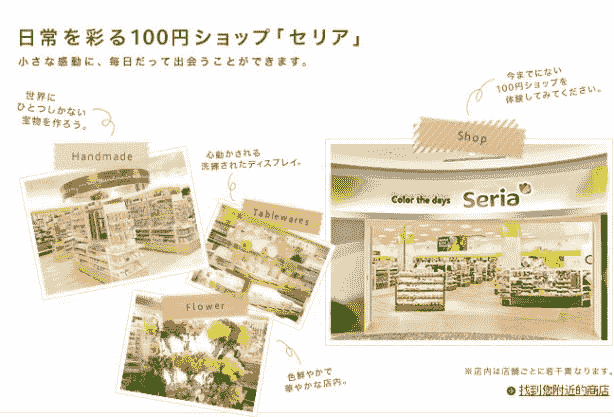 日常を彩る100円ショップ「セリア」
小さな感動に、毎日だって出会うことができます。
世界に
ひとつしかない
宝物を作ろう。
Handmade
心動かされる
洗練されたディスプレイ。
Tablewares
Flower
色鮮やかで
華やかな店内。
今までにない
100円ショップを
体験してみてください。
Shop
Color the days Seria
※店内は店舗ごとに若干異なります。
找到您附近的商店